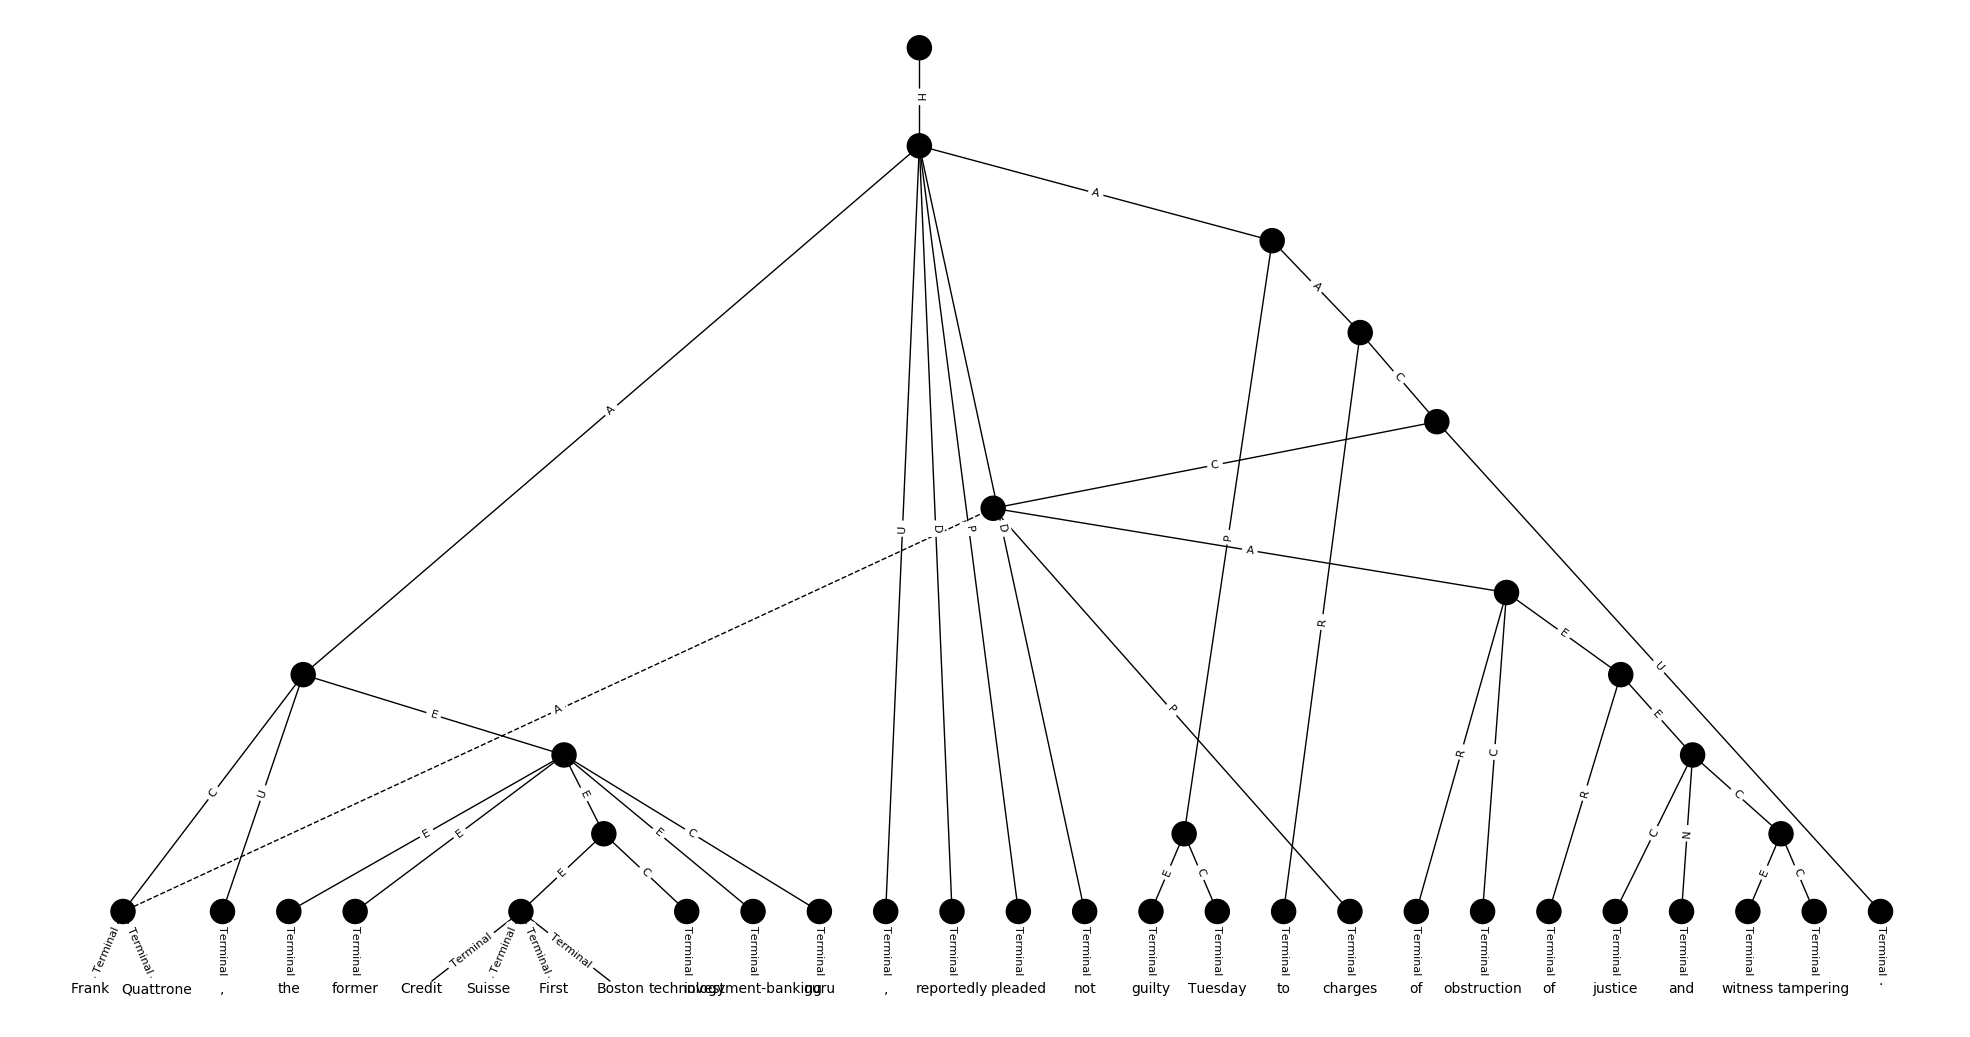 H
A
A
A
C
C
U
D
P
D
P
A
R
E
U
A
E
E
R
C
C
U
R
E
E
E
E
E
C
C
N
C
E
C
E
C
E
C
Terminal Terminal Terminal Terminal Terminal Terminal Terminal Terminal Terminal Terminal Terminal Terminal Terminal Terminal Terminal Terminal Terminal Terminal Terminal Terminal Terminal Terminal Terminal Terminal Terminal Terminal Terminal Terminal
Frank Quattrone , the former Credit Suisse First Boston technology investment-banking guru , reportedly pleaded not guilty Tuesday to charges of obstruction of justice and witness tampering .